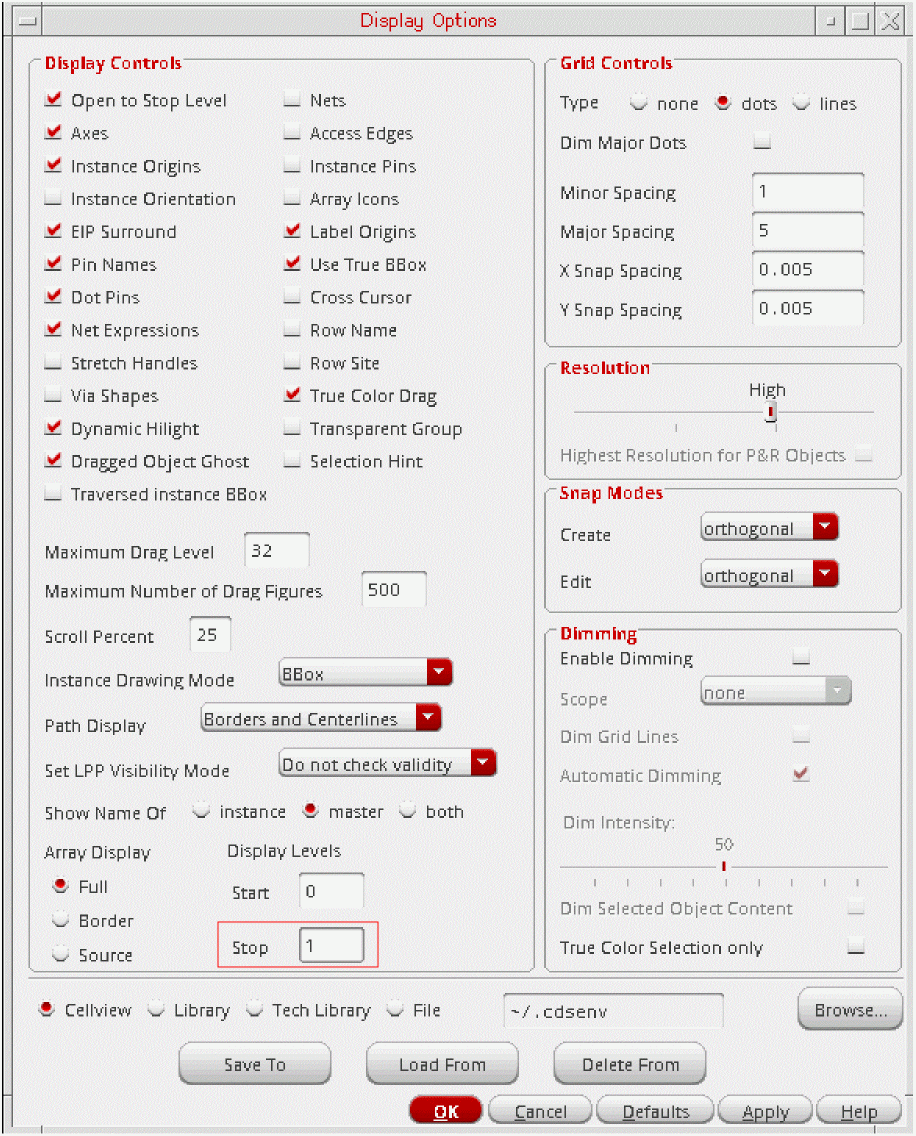 Display Options
Display Controls
Open to Stop Level
Nets
Axes
Access Edges
Instance Origins
Instance Pins
Instance Orientation
Array Icons
EIP Surround
Label Origins
Pin Names
Use True BBox
Dot Pins
Cross Cursor
Net Expressions
Row Name
Stretch Handles
Row Site
Via Shapes
True Color Drag
Dynamic Hilight
Transparent Group
Dragged Object Ghost
Selection Hint
Traversed instance BBox
Maximum Drag Level 32
Maximum Number of Drag Figures 500
Scroll Percent 25
Instance Drawing Mode BBox
Path Display Borders and Centerlines
Set LPP Visibility Mode Do not check validity
Show Name Of instance master both
Array Display
Full
Border
Source
Display Levels
Start 0
Stop 1
Grid Controls
Type none dots lines
Dim Major Dots
Minor Spacing 1
Major Spacing 5
X Snap Spacing 0.005
Y Snap Spacing 0.005
Resolution
High
Highest Resolution for P&R Objects
Snap Modes
Create orthogonal
Edit orthogonal
Dimming
Enable Dimming
Scope none
Dim Grid Lines
Automatic Dimming
Dim Intensity:
50
Dim Selected Object Content
True Color Selection only
Cellview Library Tech Library File ~/.cdsenv Browse...
Save To Load From Delete From
OK Cancel Defaults Apply Help